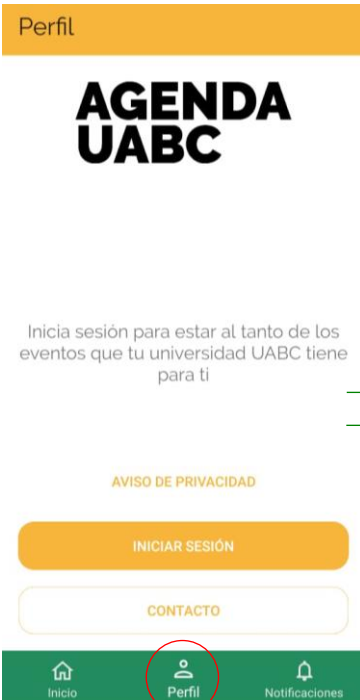 Perfil
AGENDA
UABC
Inicia sesión para estar al tanto de los
eventos que tu universidad UABC tiene
para ti
AVISO DE PRIVACIDAD
INICIAR SESIÓN
CONTACTO
Inicio
Perfil
Notificaciones